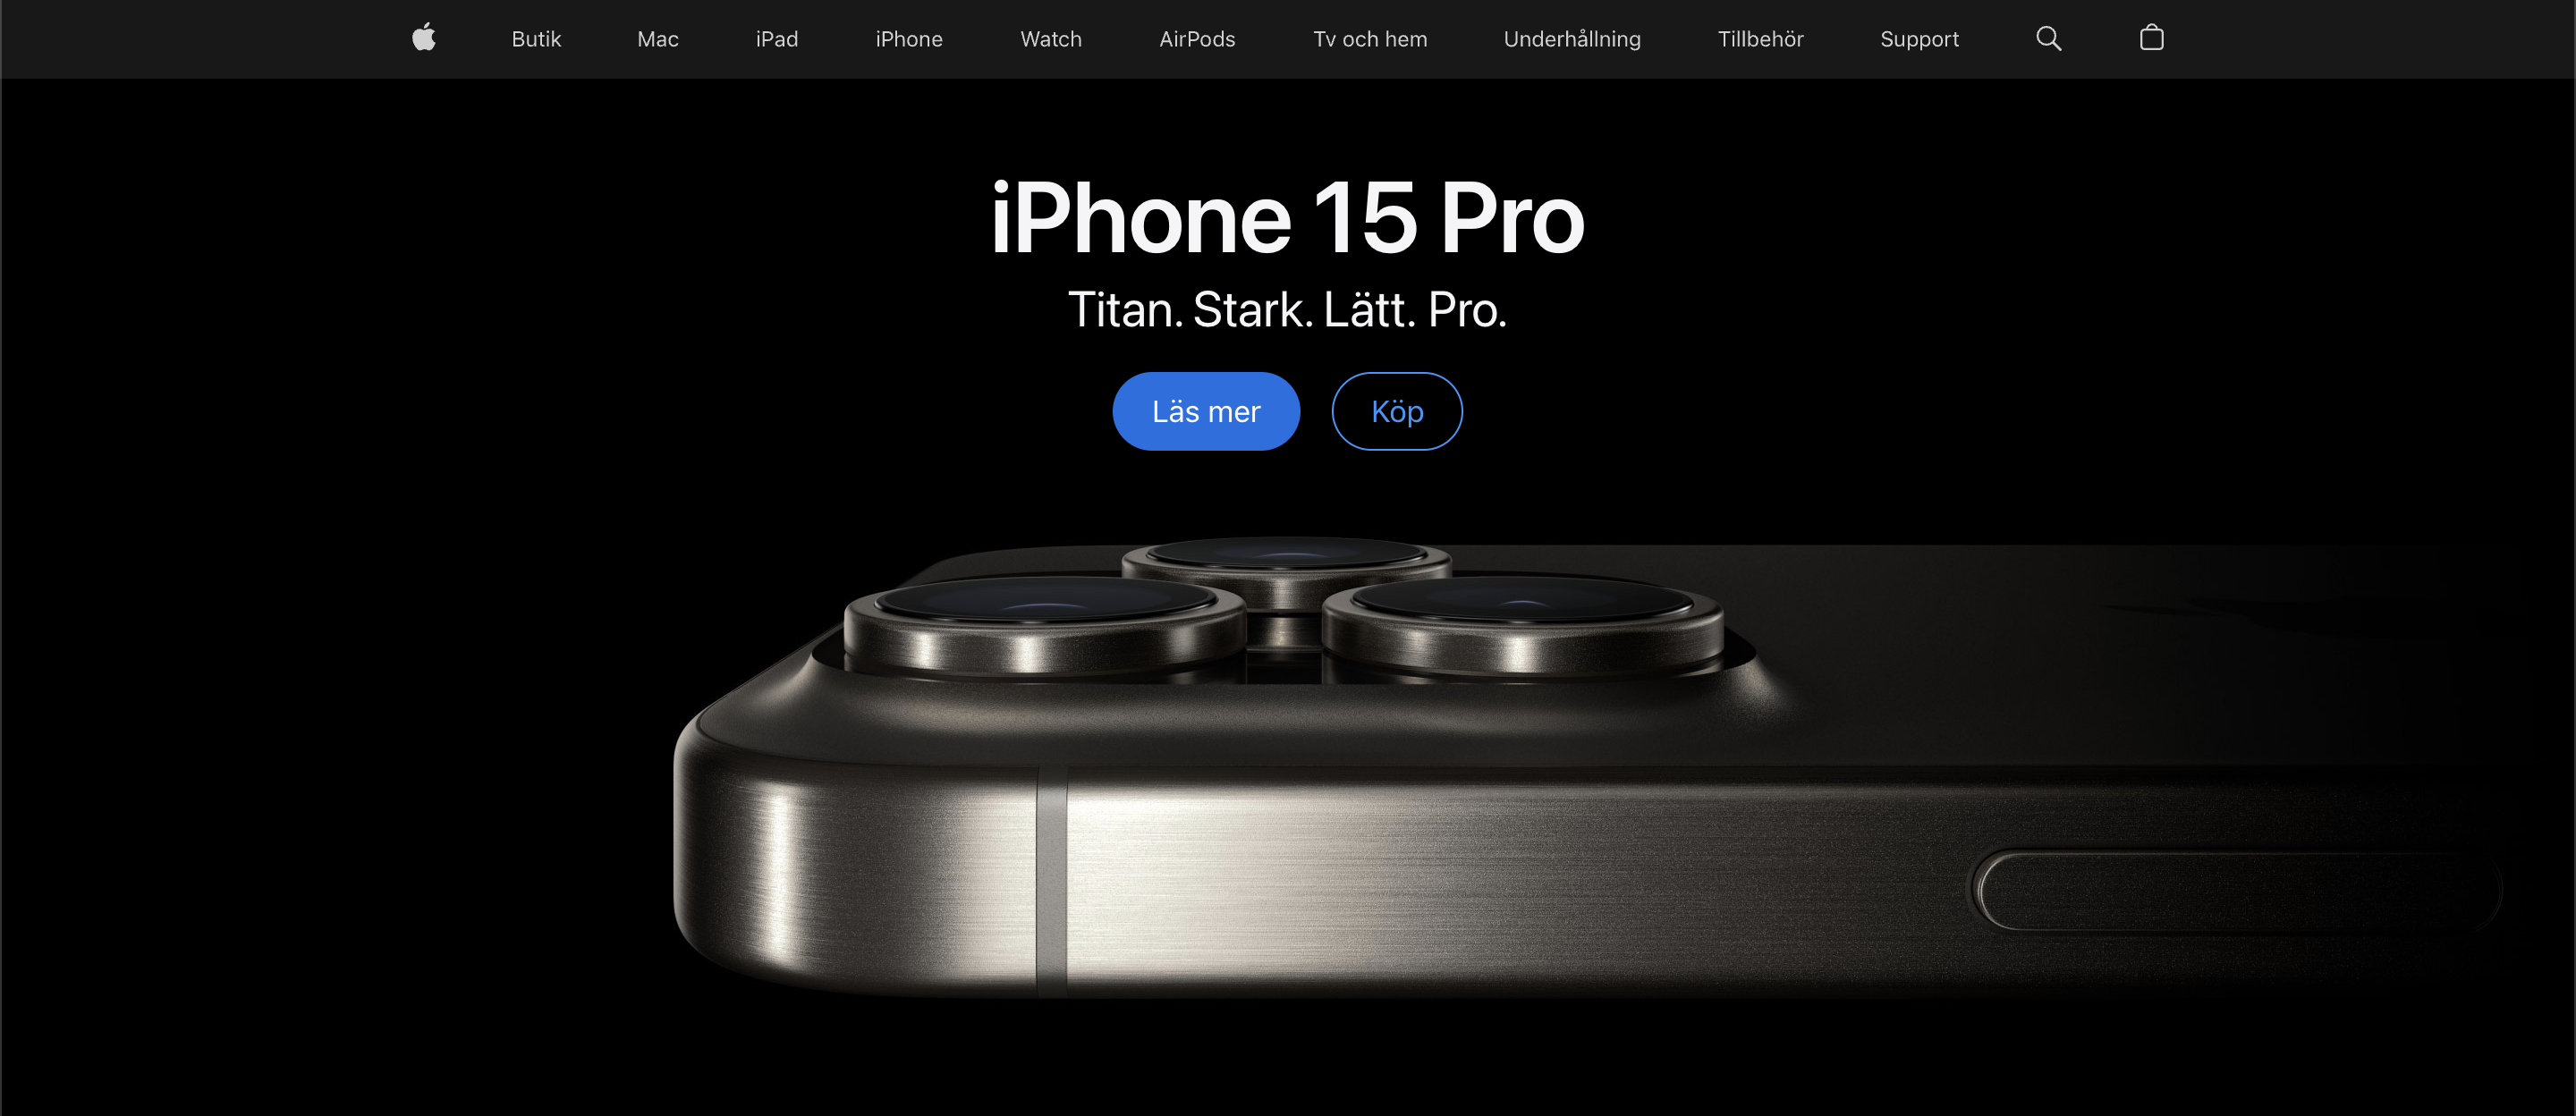 Butik Mac iPad iPhone Watch AirPods Tv och hem Underhållning Tillbehör Support
iPhone 15 Pro
Titan. Stark. Lätt. Pro.
Läs mer Köp